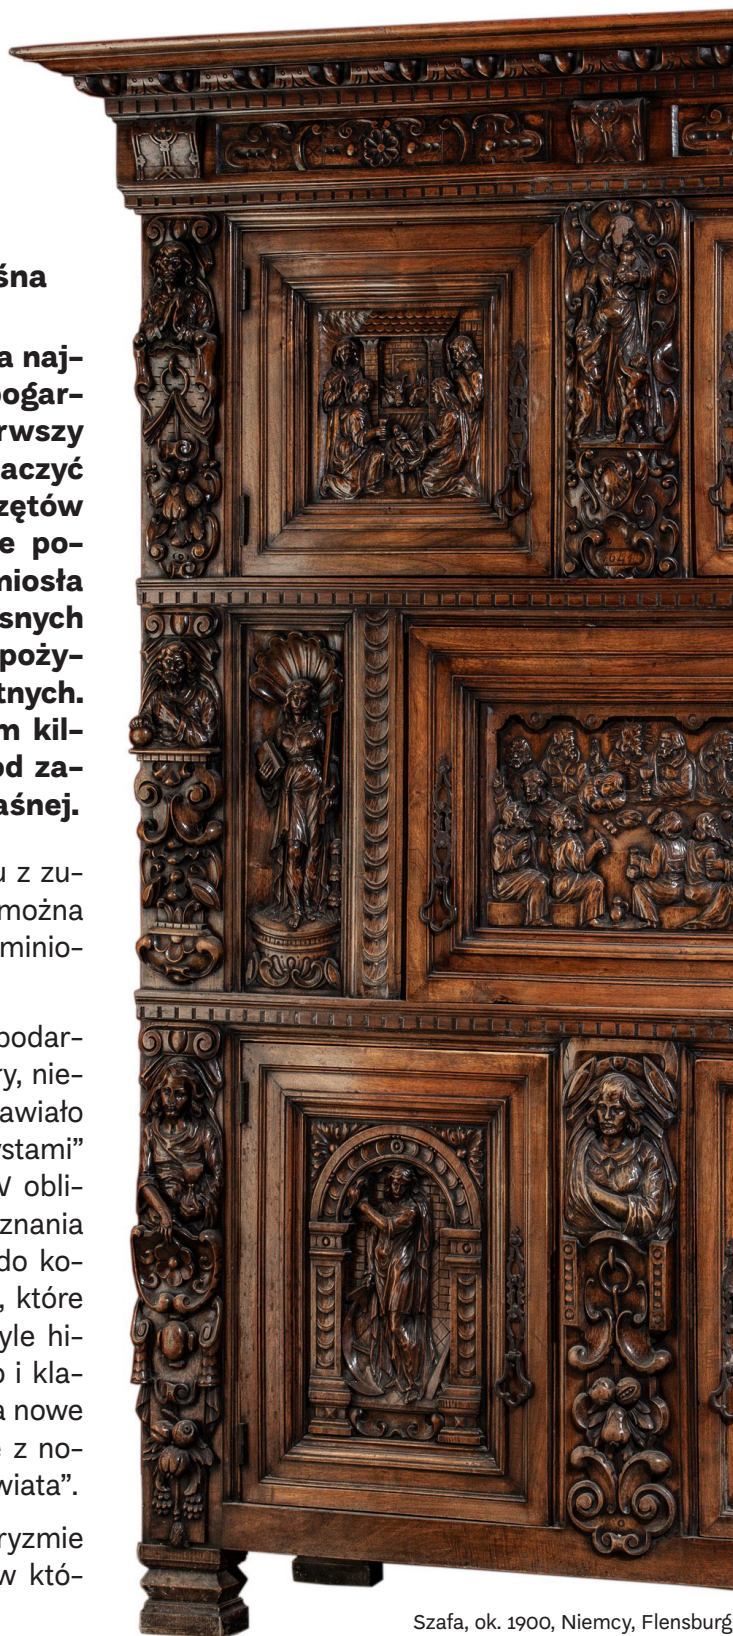 śna
a naj-
pogar-
rwszy
aczyć
zętów
e po-
miosła
snych
poży-
tnych.
m kil-
od za-
aśnej.
u z zu-
można
minio-
podar-
ry, nie-
awiało
ystami”
W obli-
znania
do ko-
, które
yle hi-
o i kla-
a nowe
ę z no-
wiata”.
ryzmie
w któ-
Szafa, ok. 1900, Niemcy, Flensburg